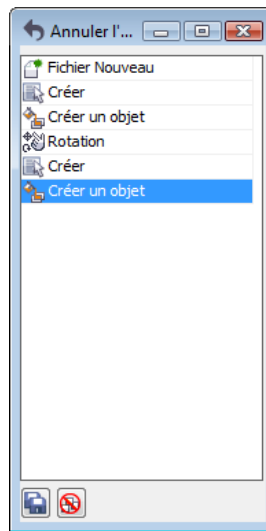 Annuler l'...
Fichier Nouveau
Créer
Créer un objet
Rotation
Créer
Créer un objet